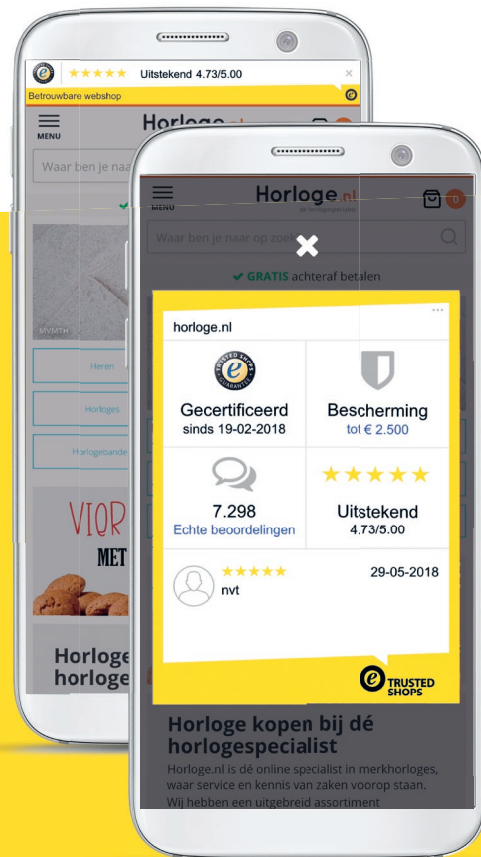 Uitstekend 4.73/5.00
Betrouwbare webshop
MENU
Waar ben je
MVMTH
Heren
Horloges
MET
Horloge
horloge
MENU
Horloge.nl
0
Waar ben je naar op zoek
GRATIS achteraf betalen
horloge.nl
TRUSTED SHOPS
GUARANTEE
e
Gecertificeerd
sinds 19-02-2018
Bescherming
tot € 2.500
7.298
Echte beoordelingen
Uitstekend
4.73/5.00
29-05-2018
nvt
e TRUSTED
SHOPS
Horloge kopen bij dé
horlogespecialist
Horloge.nl is dé online specialist in merkhorloges,
waar service en kennis van zaken voorop staan.
Wij hebben een uitgebreid assortiment